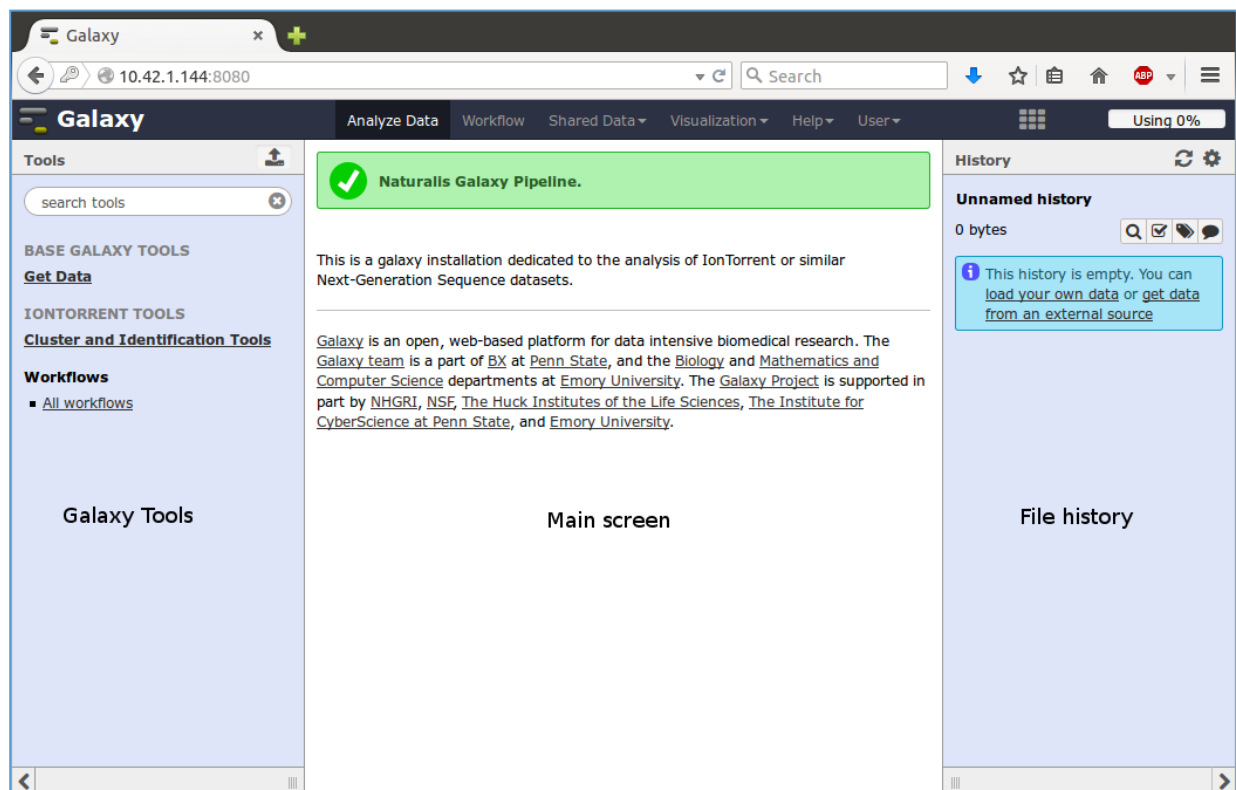 Galaxy
10.42.1.144:8080
Search
ABP
Galaxy
Analyze Data Workflow Shared Data Visualization Help User
Using 0%
Tools
search tools
BASE GALAXY TOOLS
Get Data
IONTORRENT TOOLS
Cluster and Identification Tools
Workflows
All workflows
Galaxy Tools
Naturalis Galaxy Pipeline.
This is a galaxy installation dedicated to the analysis of IonTorrent or similar
Next-Generation Sequence datasets.
Galaxy is an open, web-based platform for data intensive biomedical research. The
Galaxy team is a part of BX at Penn State, and the Biology and Mathematics and
Computer Science departments at Emory University. The Galaxy Project is supported in
part by NHGRI, NSF, The Huck Institutes of the Life Sciences, The Institute for
CyberScience at Penn State, and Emory University.
Main screen
History
Unnamed history
0 bytes
This history is empty. You can
load your own data or get data
from an external source
File history